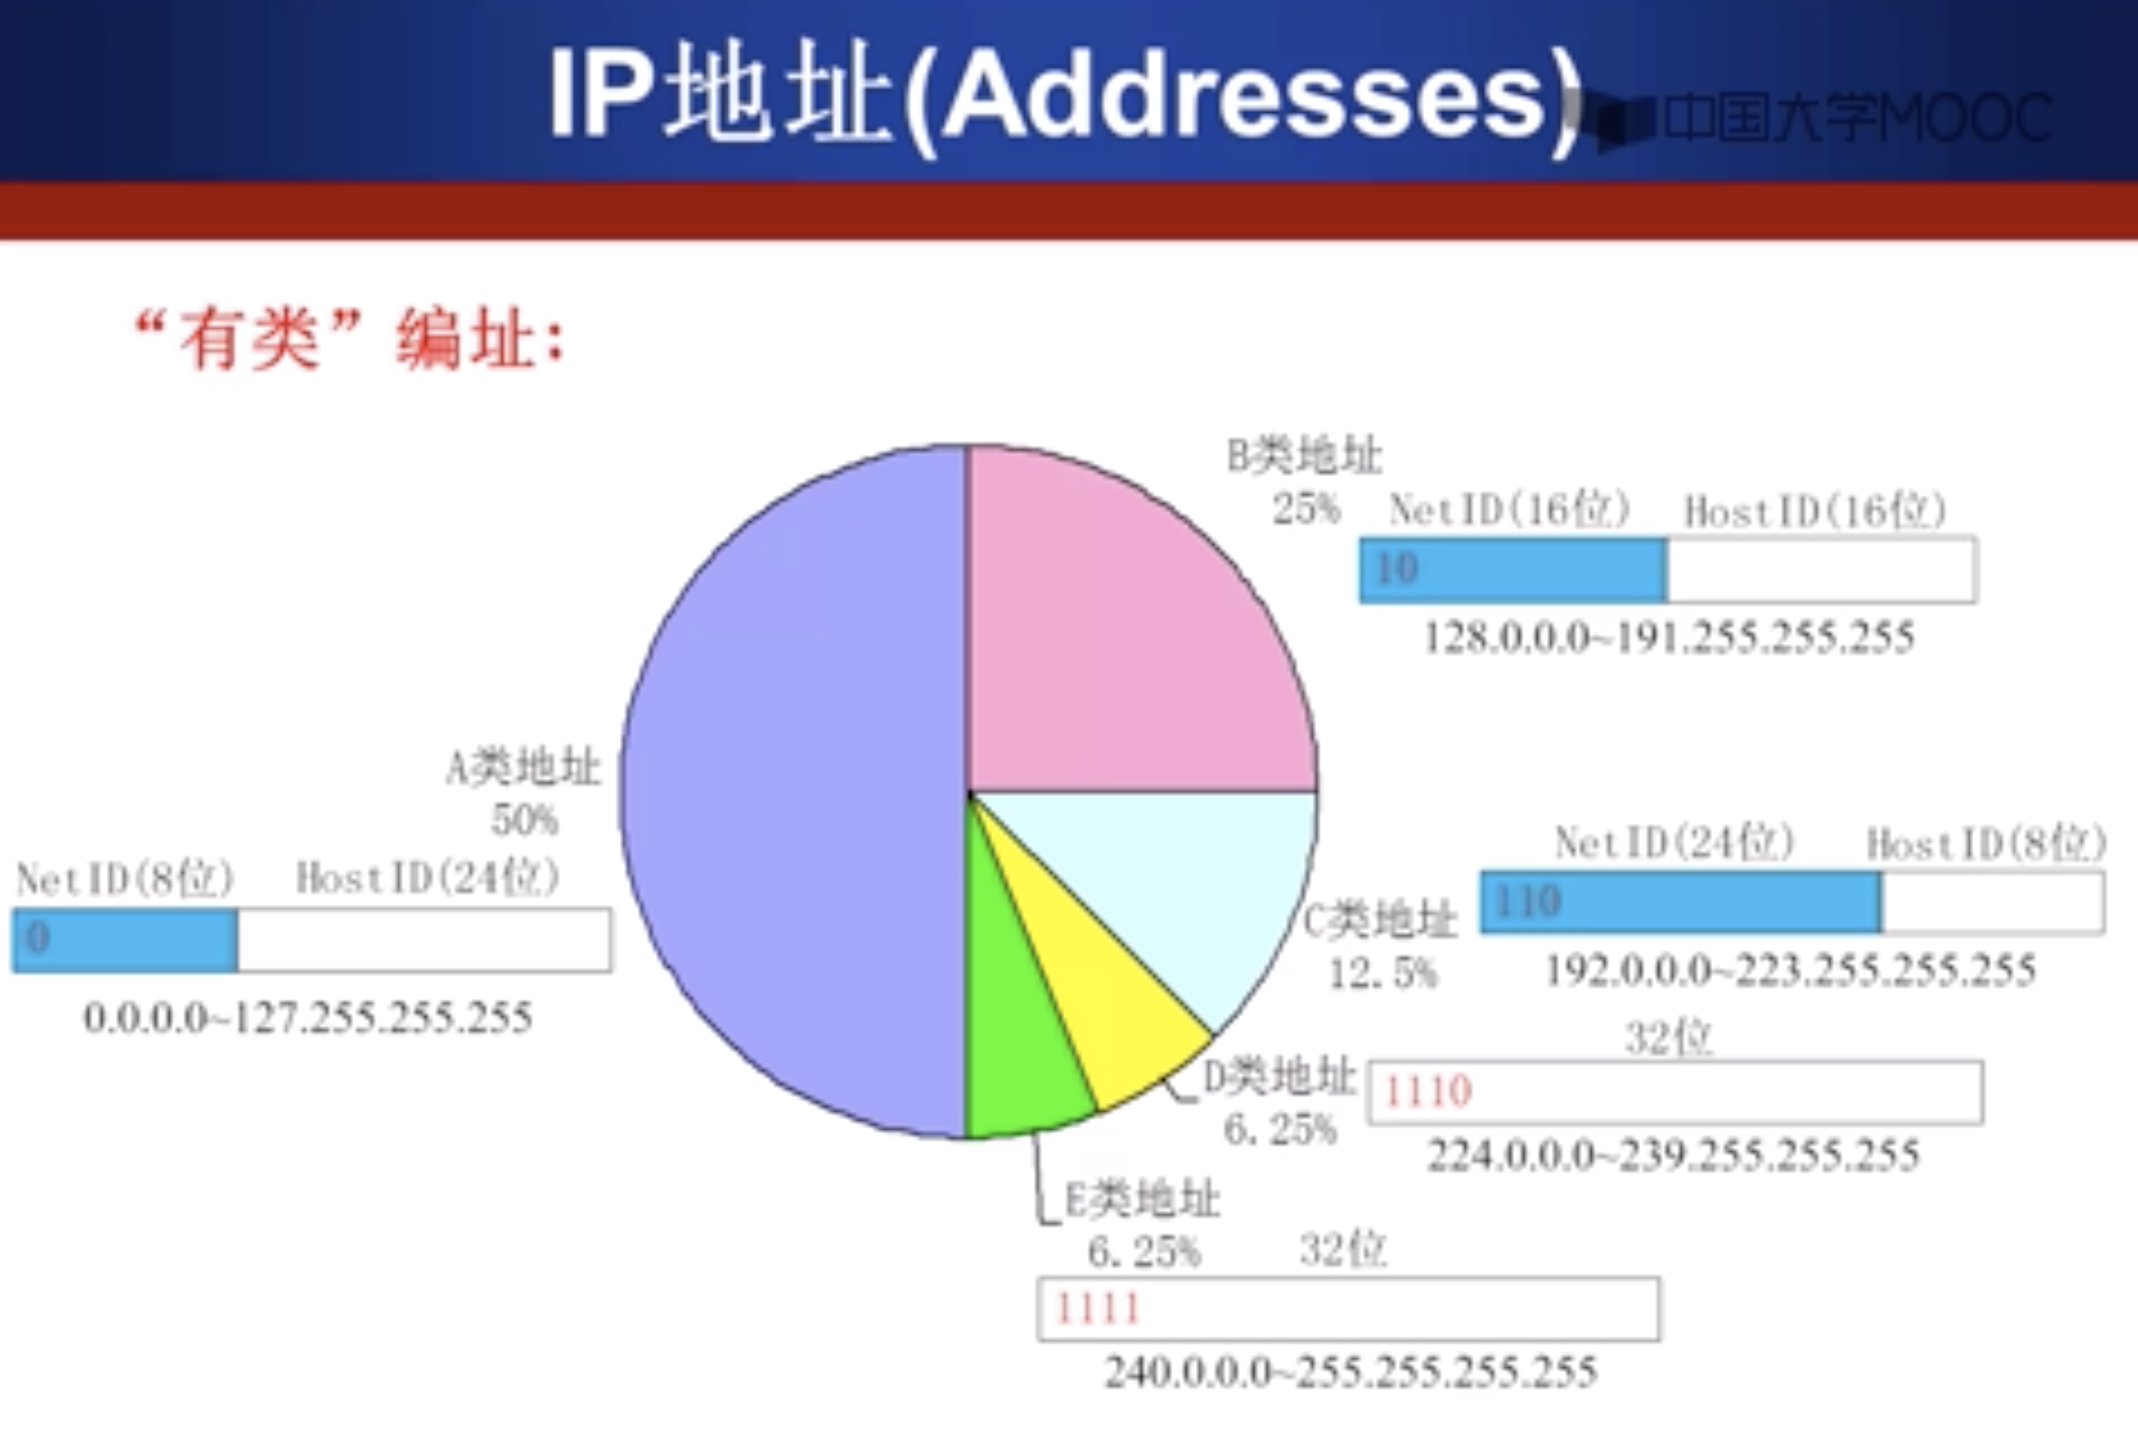 IP地址(Addresses)
中国大学MOOC
“有类”编址:
B类地址
25%
NetID(16位) HostID(16位)
10
128.0.0.0~191.255.255.255
A类地址
50%
NetID(8位) HostID(24位)
0
0.0.0.0~127.255.255.255
C类地址
12.5%
NetID(24位) HostID(8位)
110
192.0.0.0~223.255.255.255
D类地址
6.25%
32位
1110
224.0.0.0~239.255.255.255
E类地址
6.25%
32位
1111
240.0.0.0~255.255.255.255